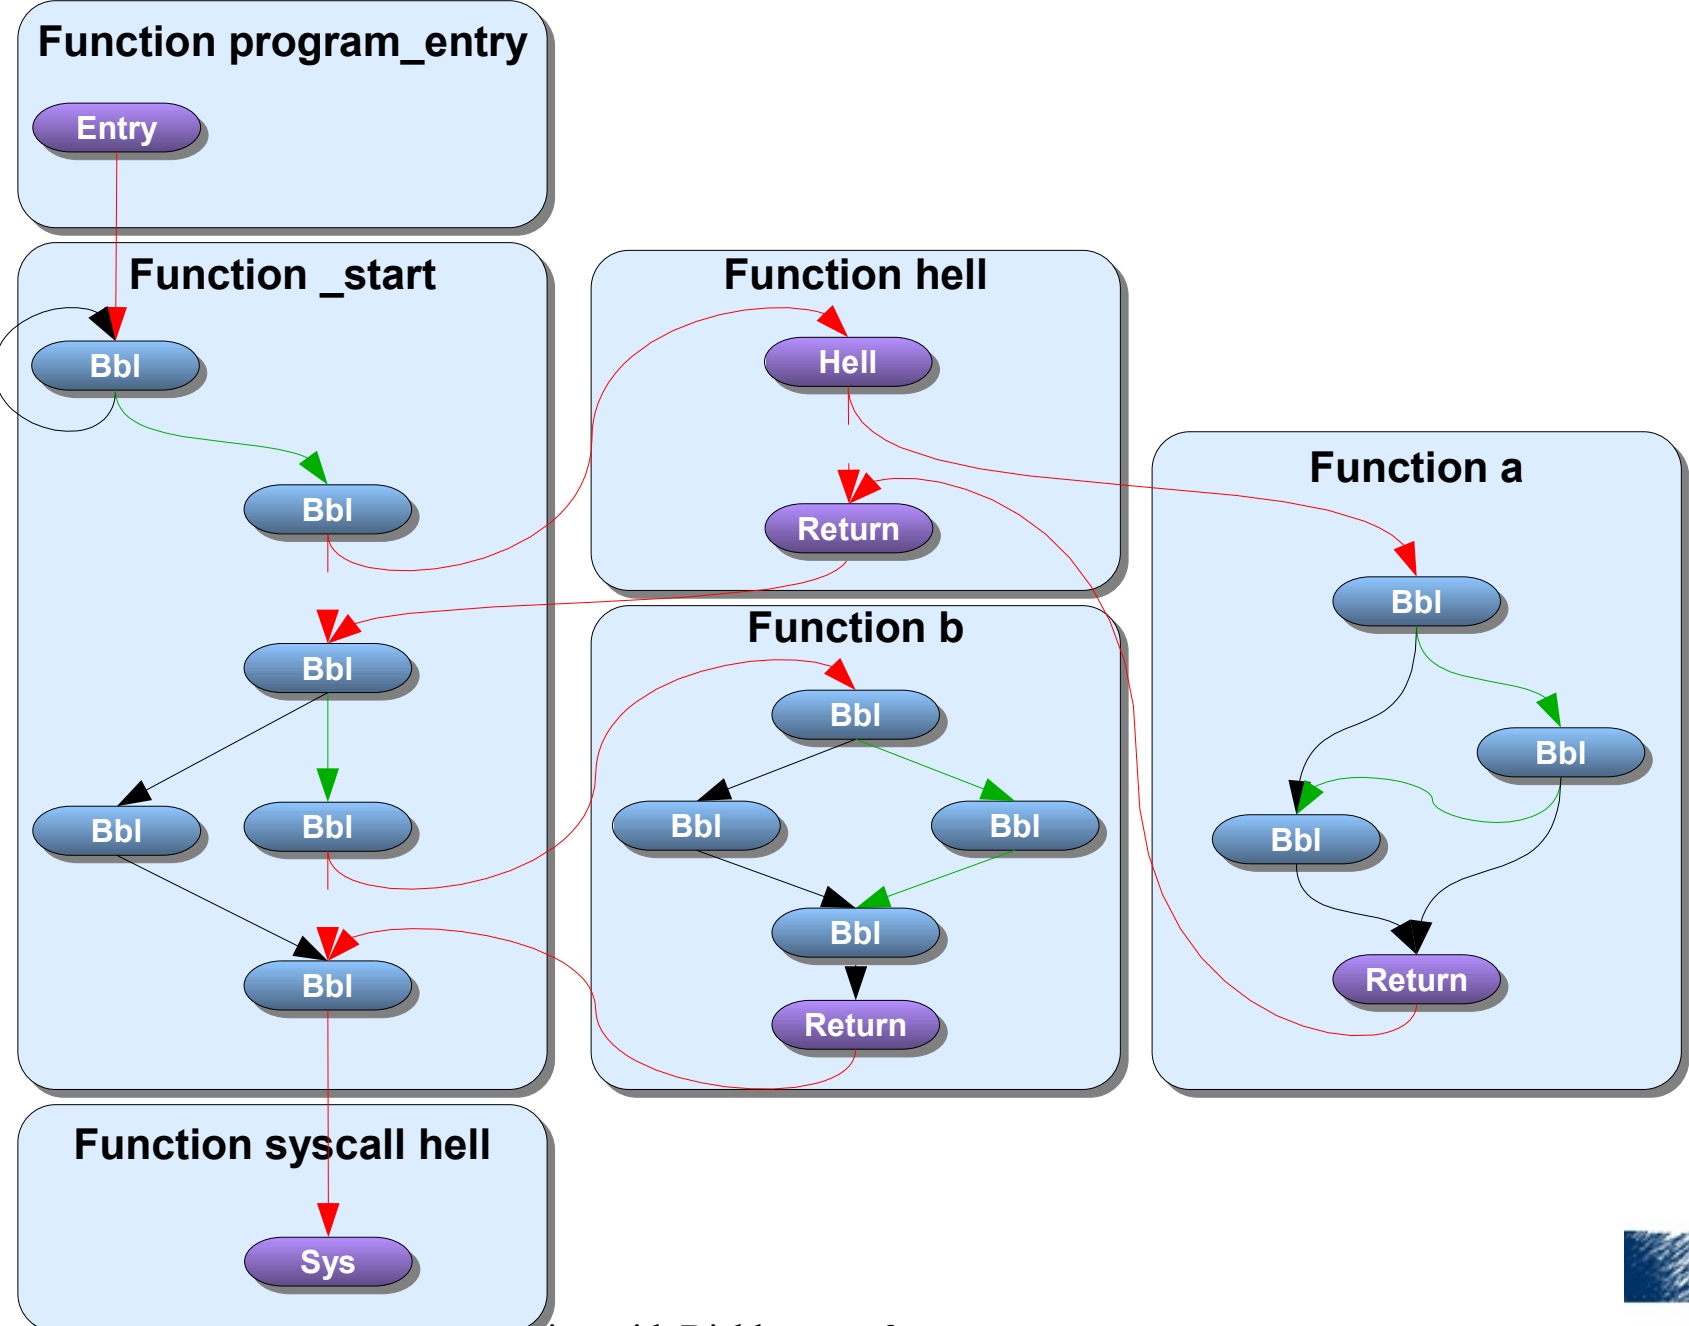 Function program_entry
Entry
Function _start
Bbl
Bbl
Bbl
Bbl
Bbl
Bbl
Function hell
Hell
Return
Function b
Bbl
Bbl
Bbl
Bbl
Return
Function a
Bbl
Bbl
Bbl
Return
Function syscall hell
Sys